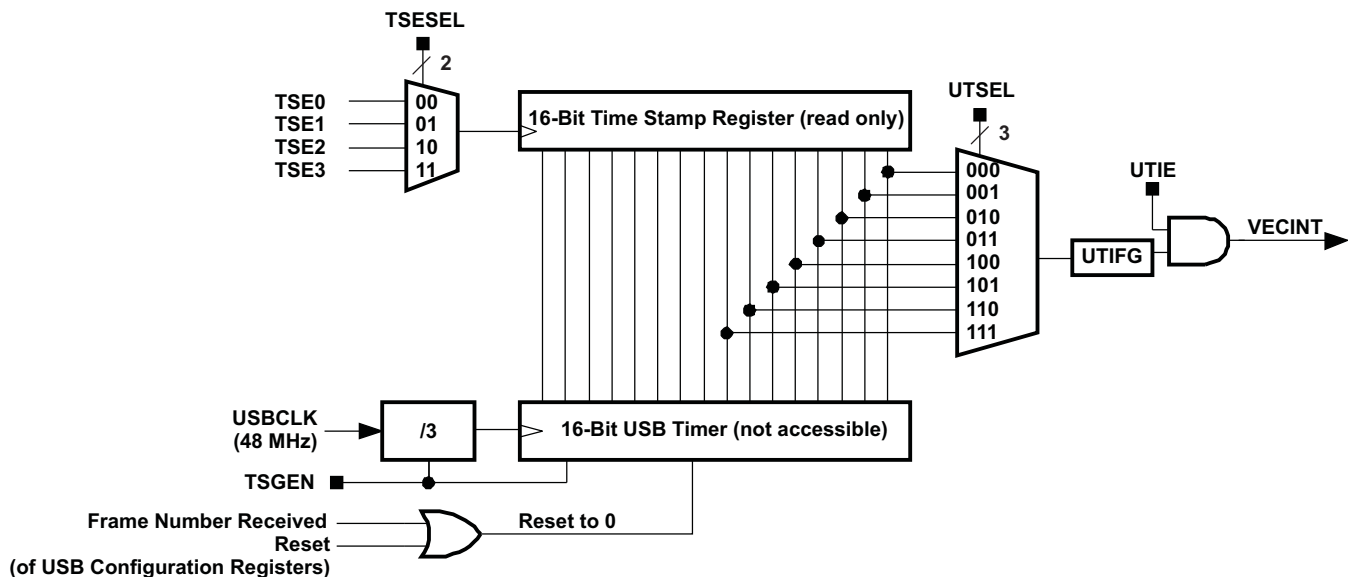 TSESEL
2
TSE0
TSE1
TSE2
TSE3
00
01
10
11
16-Bit Time Stamp Register (read only)
UTSEL
3
000
001
010
011
100
101
110
111
UTIE
UTIFG
VECINT
USBCLK
(48 MHz)
/3
16-Bit USB Timer (not accessible)
TSGEN
Frame Number Received
Reset
(of USB Configuration Registers)
Reset to 0